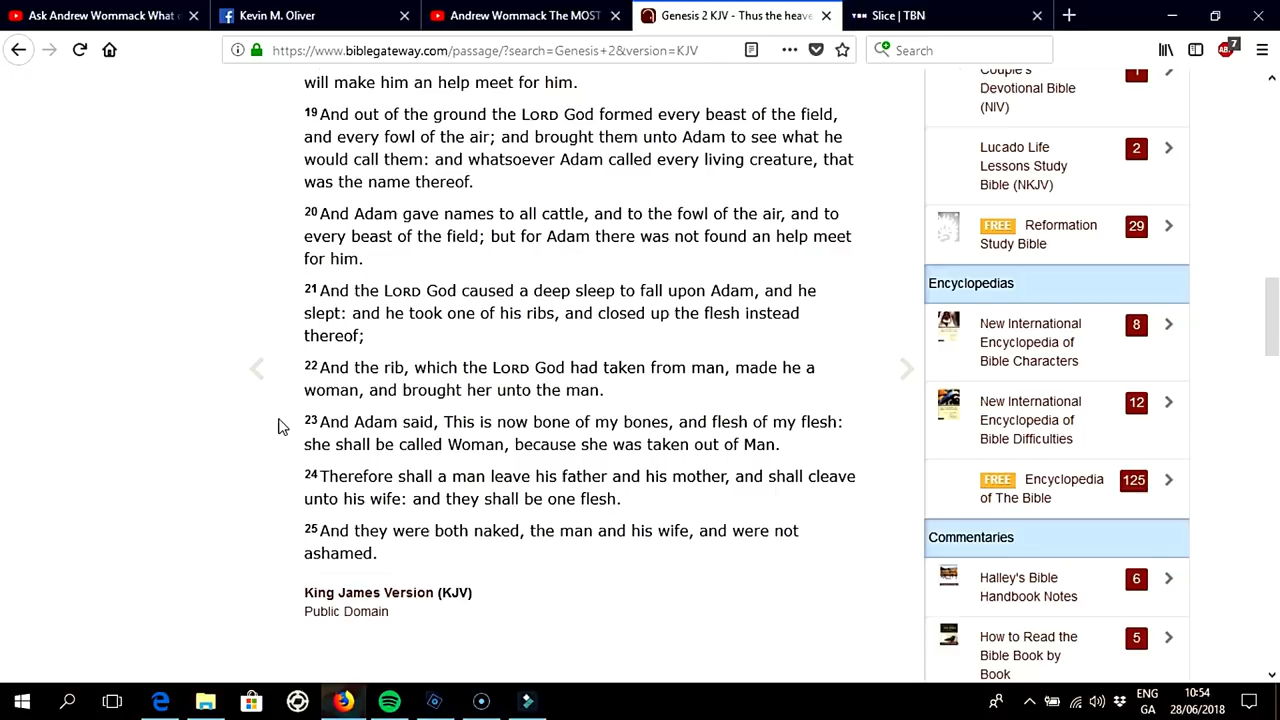 Ask Andrew Wommack What
Kevin M. Oliver
Andrew Wommack The MOST
Genesis 2 KJV - Thus the heave
Slice | TBN
https://www.biblegateway.com/passage/?search=Genesis+2&version=KJV
Search
7
will make him an help meet for him.
19 And out of the ground the LORD God formed every beast of the field,
and every fowl of the air; and brought them unto Adam to see what he
would call them: and whatsoever Adam called every living creature, that
was the name thereof.
20 And Adam gave names to all cattle, and to the fowl of the air, and to
every beast of the field; but for Adam there was not found an help meet
for him.
21 And the LORD God caused a deep sleep to fall upon Adam, and he
slept: and he took one of his ribs, and closed up the flesh instead
thereof;
22 And the rib, which the LORD God had taken from man, made he a
woman, and brought her unto the man.
23 And Adam said, This is now bone of my bones, and flesh of my flesh:
she shall be called Woman, because she was taken out of Man.
24 Therefore shall a man leave his father and his mother, and shall cleave
unto his wife: and they shall be one flesh.
25 And they were both naked, the man and his wife, and were not
ashamed.
King James Version (KJV)
Public Domain
Couple's
Devotional Bible
(NIV)
1
Lucado Life
Lessons Study
Bible (NKJV)
2
FREE Reformation
Study Bible
29
Encyclopedias
New International
Encyclopedia of
Bible Characters
8
New International
Encyclopedia of
Bible Difficulties
12
FREE Encyclopedia
of The Bible
125
Commentaries
Halley's Bible
Handbook Notes
6
How to Read the
Bible Book by
Book
5
ENG
GA
10:54
28/06/2018